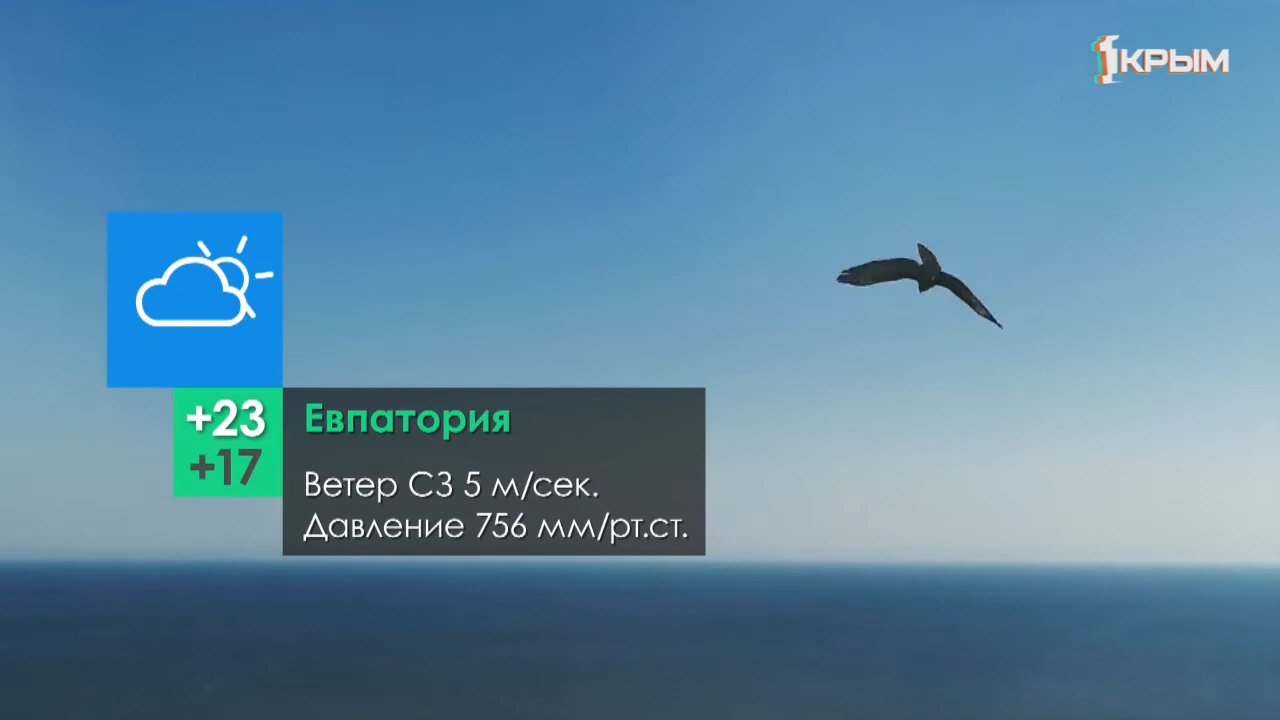 1КРЫМ
+23
+17
Евпатория
Ветер СЗ 5 м/сек.
Давление 756 мм/рт.ст.